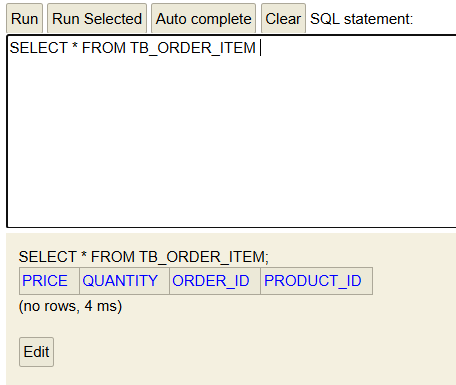 Run Run Selected Auto complete Clear SQL statement:
SELECT * FROM TB_ORDER_ITEM
SELECT * FROM TB_ORDER_ITEM;
PRICE QUANTITY ORDER_ID PRODUCT_ID
(no rows, 4 ms)
Edit